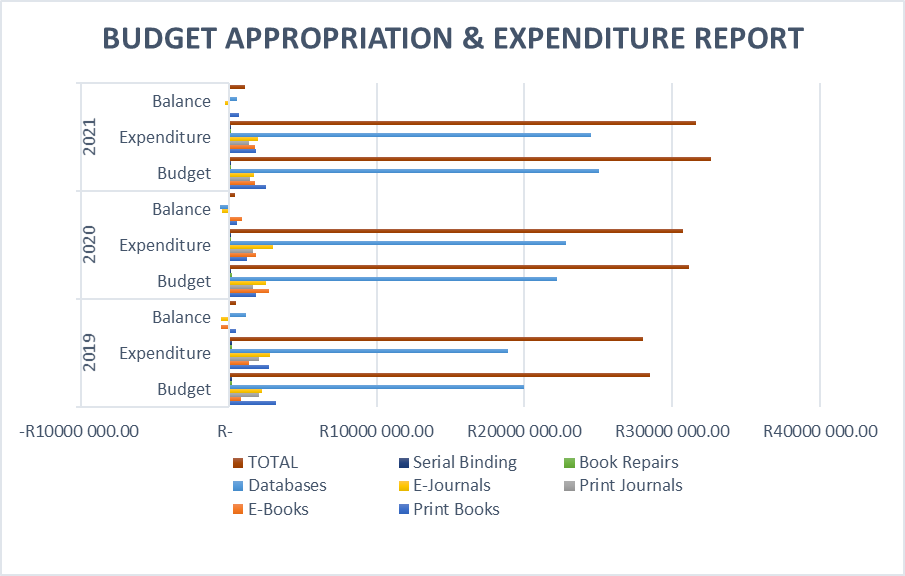 BUDGET APPROPRIATION & EXPENDITURE REPORT
2021
Balance
Expenditure
Budget
2020
Balance
Expenditure
Budget
2019
Balance
Expenditure
Budget
-R10000 000.00 R- R10000 000.00 R20000 000.00 R30000 000.00 R40000 000.00
TOTAL Serial Binding Book Repairs
Databases E-Journals Print Journals
E-Books Print Books